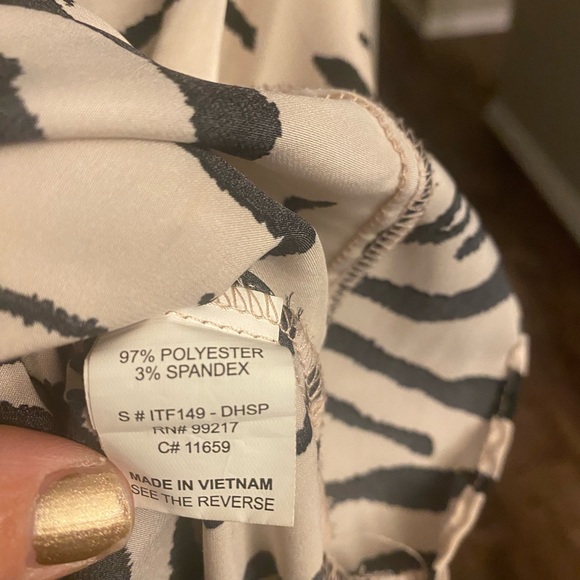 97% POLYESTER
3% SPANDEX
S # ITF149 - DHSP
RN# 99217
C# 11659
MADE IN VIETNAM
SEE THE REVERSE